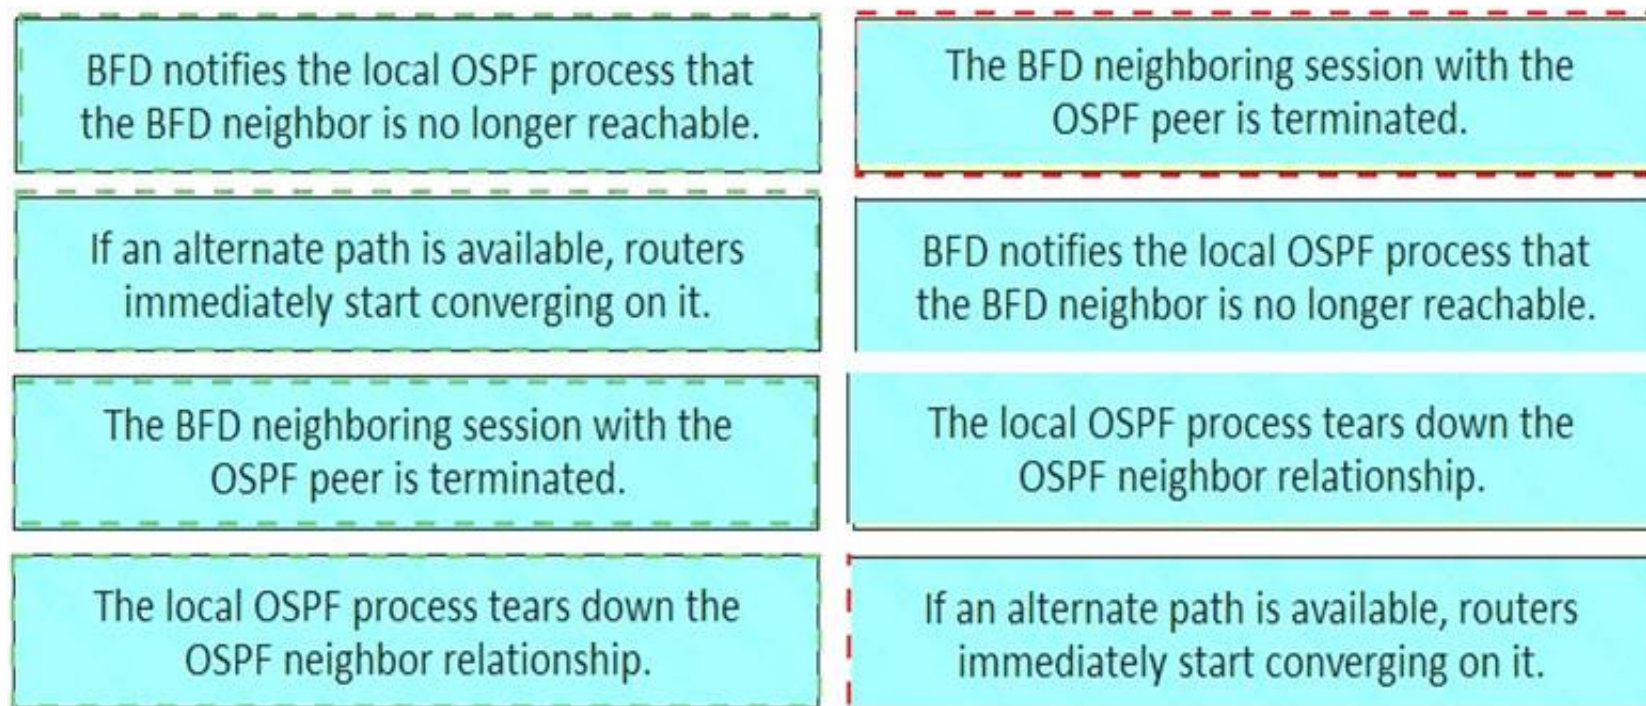 BFD notifies the local OSPF process that
the BFD neighbor is no longer reachable.
If an alternate path is available, routers
immediately start converging on it.
The BFD neighboring session with the
OSPF peer is terminated.
The local OSPF process tears down the
OSPF neighbor relationship.
The BFD neighboring session with the
OSPF peer is terminated.
BFD notifies the local OSPF process that
the BFD neighbor is no longer reachable.
The local OSPF process tears down the
OSPF neighbor relationship.
If an alternate path is available, routers
immediately start converging on it.